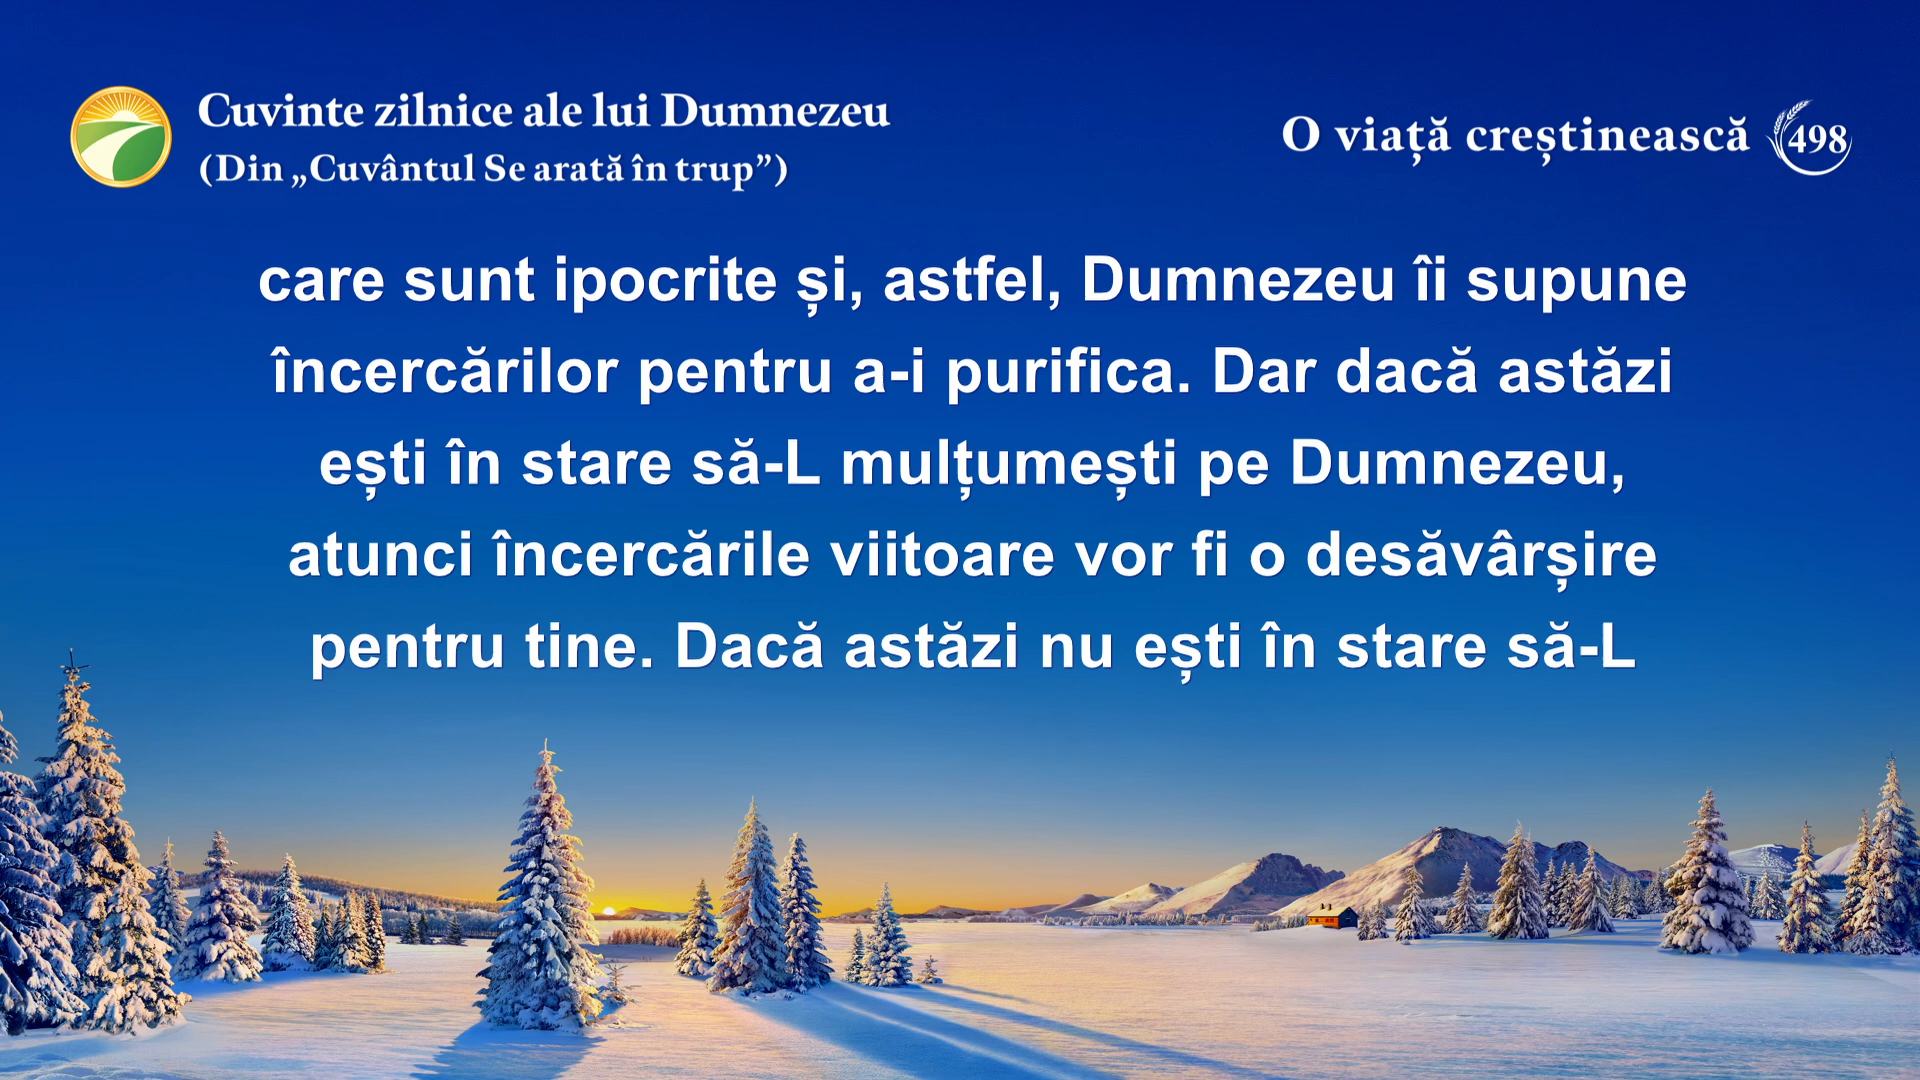 Cuvinte zilnice ale lui Dumnezeu
(Din „Cuvântul Se arată în trup”)
O viață creștinească 498
care sunt ipocrite și, astfel, Dumnezeu îi supune
încercărilor pentru a-i purifica. Dar dacă astăzi
ești în stare să-L mulțumești pe Dumnezeu,
atunci încercările viitoare vor fi o desăvârșire
pentru tine. Dacă astăzi nu ești în stare să-L